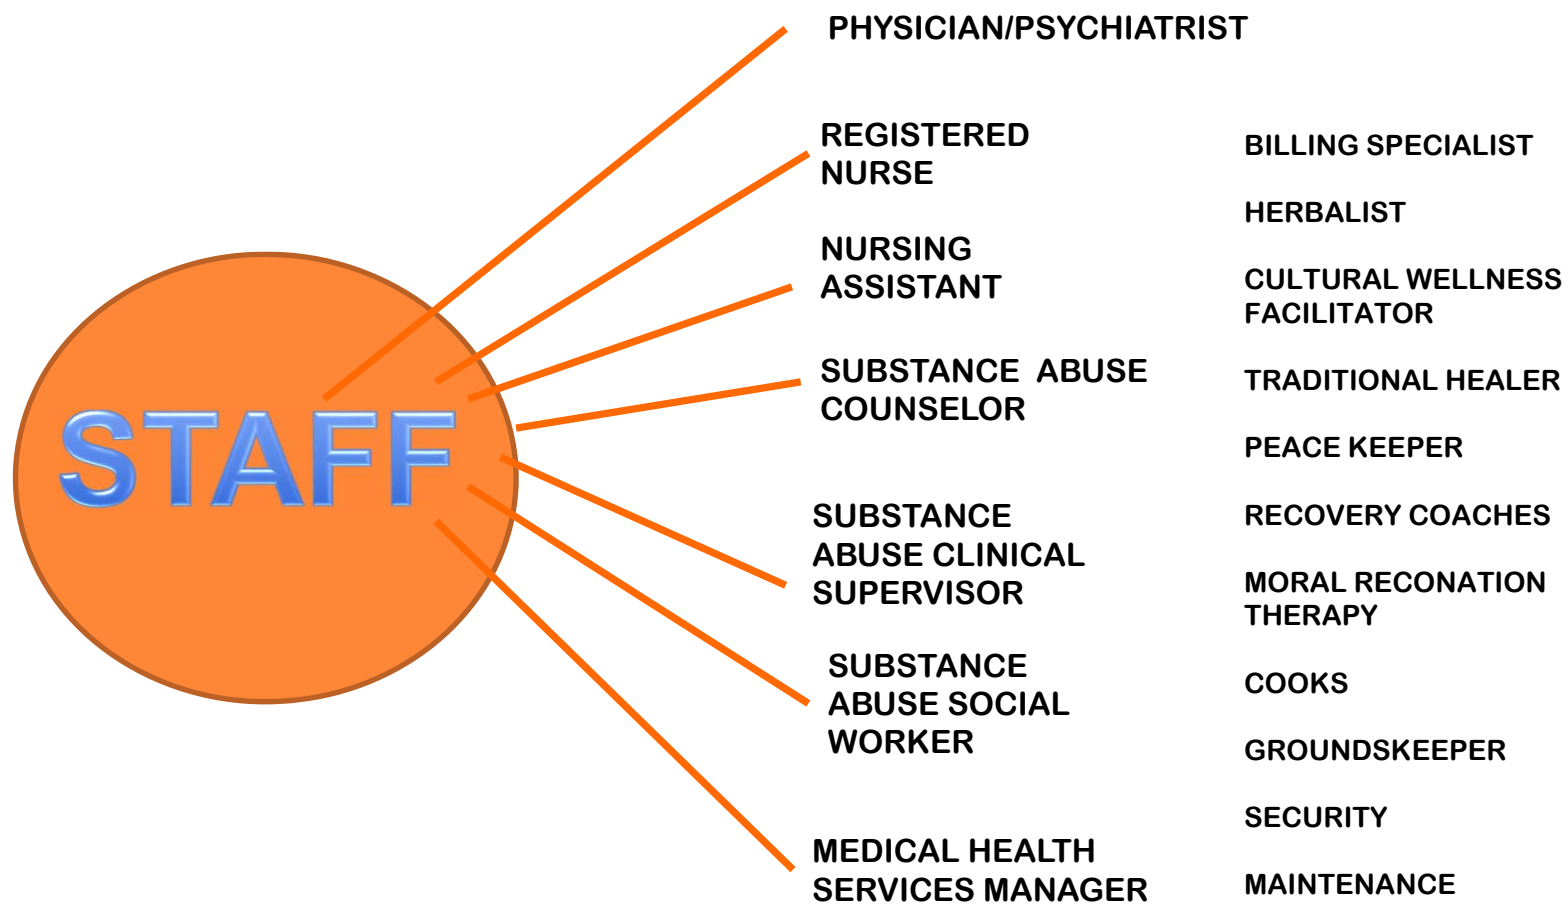 STAFF
PHYSICIAN/PSYCHIATRIST
REGISTERED
NURSE
NURSING
ASSISTANT
SUBSTANCE ABUSE
COUNSELOR
SUBSTANCE
ABUSE CLINICAL
SUPERVISOR
SUBSTANCE
ABUSE SOCIAL
WORKER
MEDICAL HEALTH
SERVICES MANAGER
BILLING SPECIALIST
HERBALIST
CULTURAL WELLNESS
FACILITATOR
TRADITIONAL HEALER
PEACE KEEPER
RECOVERY COACHES
MORAL RECONATION
THERAPY
COOKS
GROUNDSKEEPER
SECURITY
MAINTENANCE